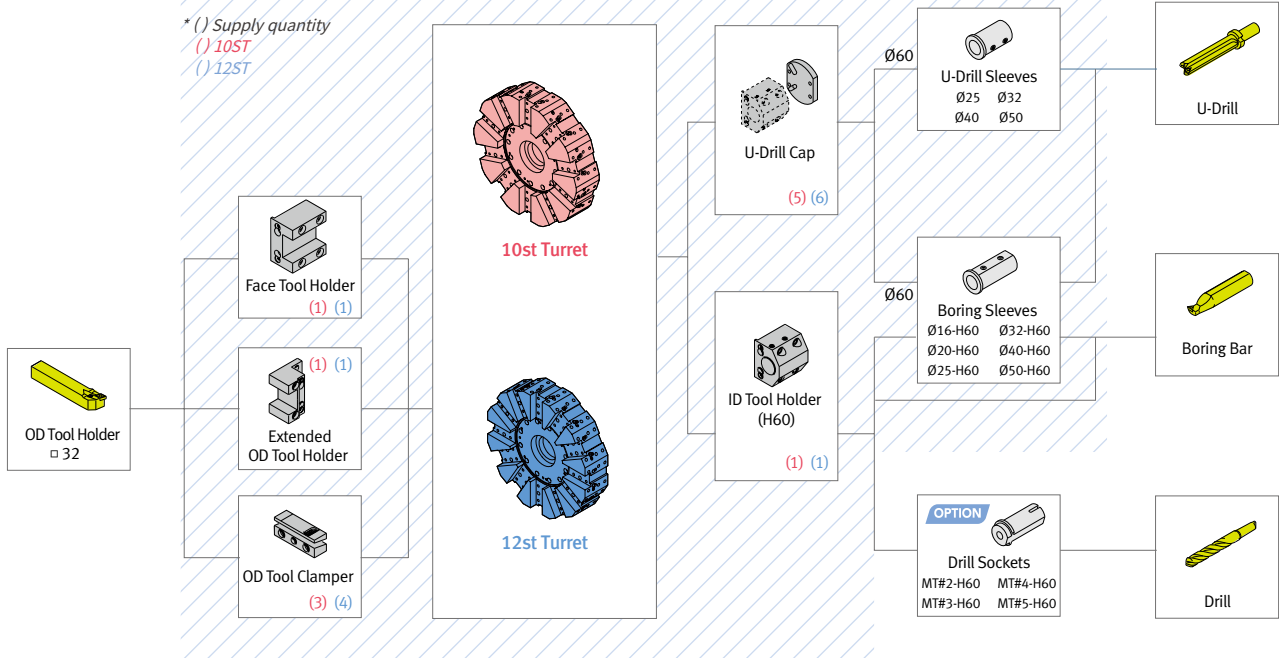 * ( ) Supply quantity
( ) 10ST
( ) 12ST
OD Tool Holder
□ 32
Face Tool Holder
(1) (1)
(1) (1)
Extended
OD Tool Holder
OD Tool Clamper
(3) (4)
10st Turret
12st Turret
U-Drill Cap
(5) (6)
ID Tool Holder
(H60)
(1) (1)
Ø60
U-Drill Sleeves
Ø25 Ø32
Ø40 Ø50
Ø60
Boring Sleeves
Ø16-H60 Ø32-H60
Ø20-H60 Ø40-H60
Ø25-H60 Ø50-H60
OPTION
Drill Sockets
MT#2-H60 MT#4-H60
MT#3-H60 MT#5-H60
U-Drill
Boring Bar
Drill